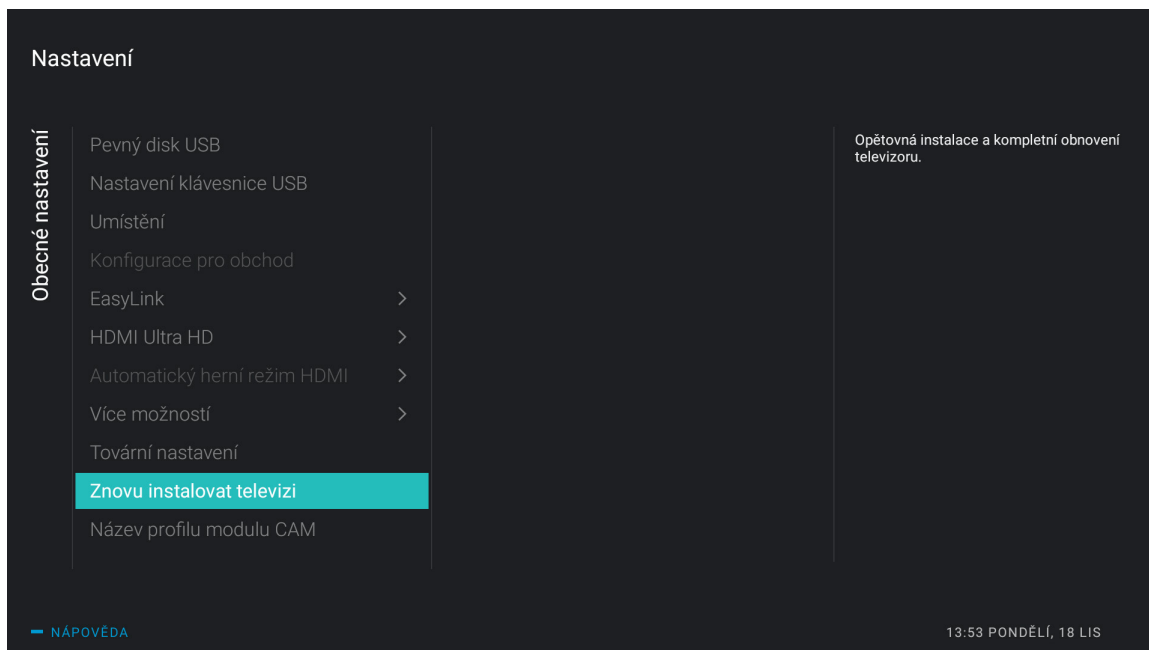 Nastavení
Obecné nastavení
Pevný disk USB
Nastavení klávesnice USB
Umístění
Konfigurace pro obchod
EasyLink
HDMI Ultra HD
Automatický herní režim HDMI
Více možností
Tovární nastavení
Znovu instalovat televizi
Název profilu modulu CAM
Opětovná instalace a kompletní obnovení
televizoru.
NÁPOVĚDA
13:53 PONDĚLÍ, 18 LIS